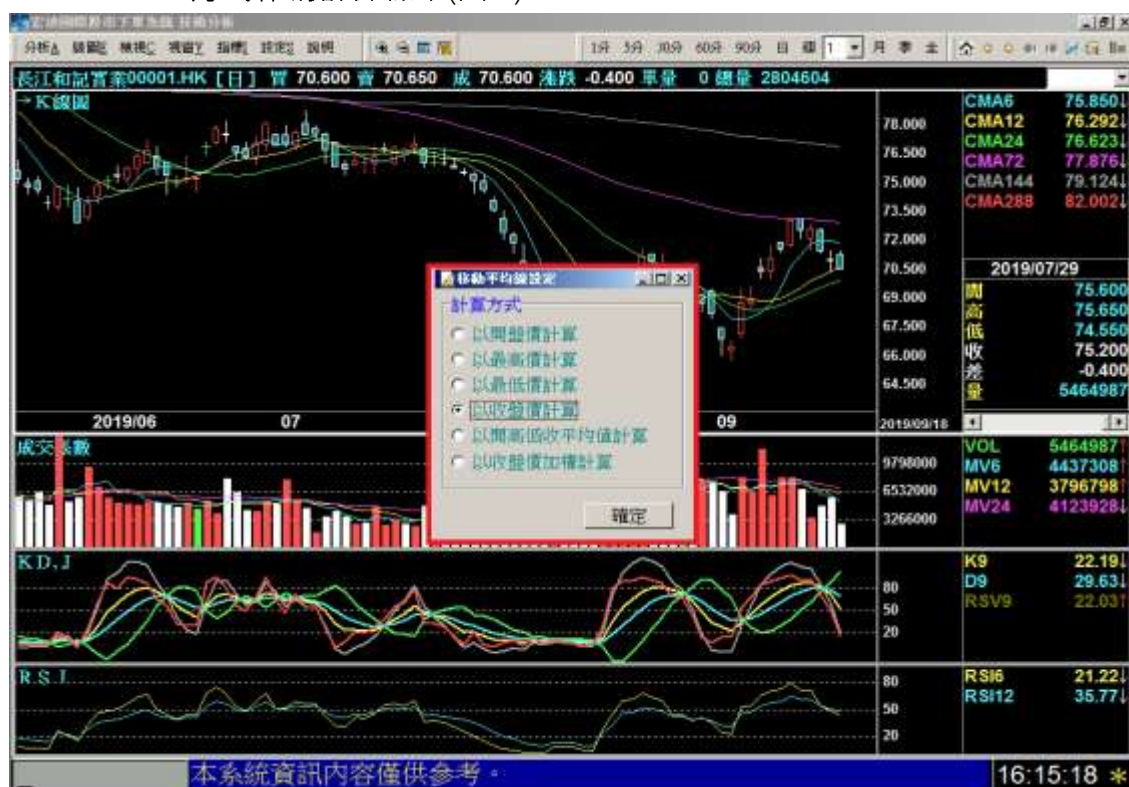 分析A 線圖E 檢視C 視窗Y 指標I 設定S 說明
1分 5分 30分 60分 90分 日 週 1 月 季 年
長江和記實業00001.HK [日] 買 70.600 賣 70.650 成 70.600 漲跌 -0.400 單量 0 總量 2804604
→K線圖
78.000
76.500
75.000
73.500
72.000
70.500
69.000
67.500
66.000
64.500
CMA6 75.850↓
CMA12 76.292↓
CMA24 76.623↓
CMA72 77.876↓
CMA144 79.124↓
CMA288 82.002↓
2019/07/29
開 75.600
高 75.650
低 74.550
收 75.200
差 -0.400
量 5464987
移動平均線設定
計算方式
以開盤價計算
以最高價計算
以最低價計算
以收盤價計算
以開高低收平均值計算
以收盤價加權計算
確定
2019/06 07 09 2019/09/18
成交張數
9798000
6532000
3266000
VOL 5464987↑
MV6 4437308↑
MV12 3796798↑
MV24 4123928↓
KD,J
80
50
20
K9 22.19↓
D9 29.63↓
RSV9 22.03↑
RSI
80
50
20
RSI6 21.22↓
RSI12 35.77↓
本系統資訊內容僅供參考。
16:15:18 *